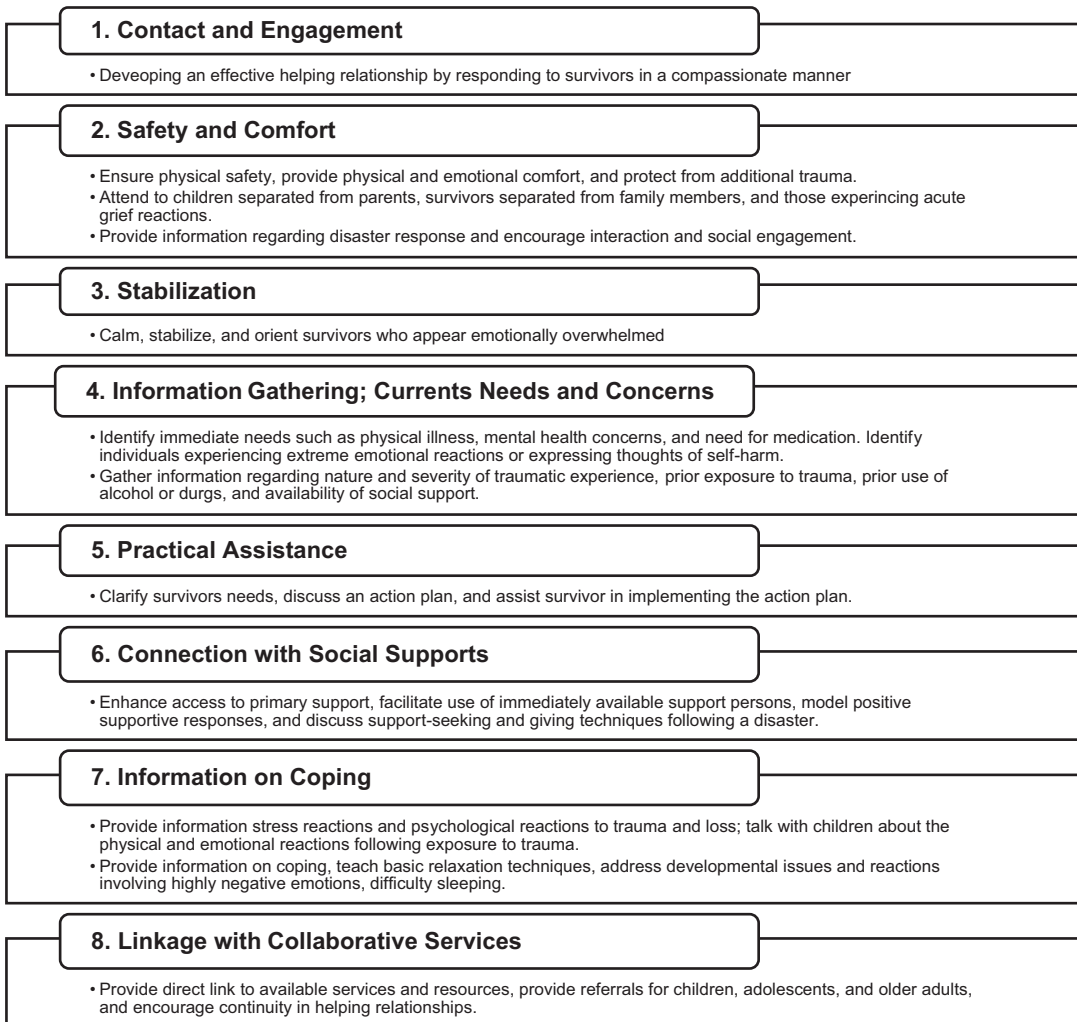 1. Contact and Engagement
• Deveoping an effective helping relationship by responding to survivors in a compassionate manner
2. Safety and Comfort
• Ensure physical safety, provide physical and emotional comfort, and protect from additional trauma.
• Attend to children separated from parents, survivors separated from family members, and those experincing acute
grief reactions.
• Provide information regarding disaster response and encourage interaction and social engagement.
3. Stabilization
• Calm, stabilize, and orient survivors who appear emotionally overwhelmed
4. Information Gathering; Currents Needs and Concerns
• Identify immediate needs such as physical illness, mental health concerns, and need for medication. Identify
individuals experiencing extreme emotional reactions or expressing thoughts of self-harm.
• Gather information regarding nature and severity of traumatic experience, prior exposure to trauma, prior use of
alcohol or durgs, and availability of social support.
5. Practical Assistance
• Clarify survivors needs, discuss an action plan, and assist survivor in implementing the action plan.
6. Connection with Social Supports
• Enhance access to primary support, facilitate use of immediately available support persons, model positive
supportive responses, and discuss support-seeking and giving techniques following a disaster.
7. Information on Coping
• Provide information stress reactions and psychological reactions to trauma and loss; talk with children about the
physical and emotional reactions following exposure to trauma.
• Provide information on coping, teach basic relaxation techniques, address developmental issues and reactions
involving highly negative emotions, difficulty sleeping.
8. Linkage with Collaborative Services
• Provide direct link to available services and resources, provide referrals for children, adolescents, and older adults,
and encourage continuity in helping relationships.